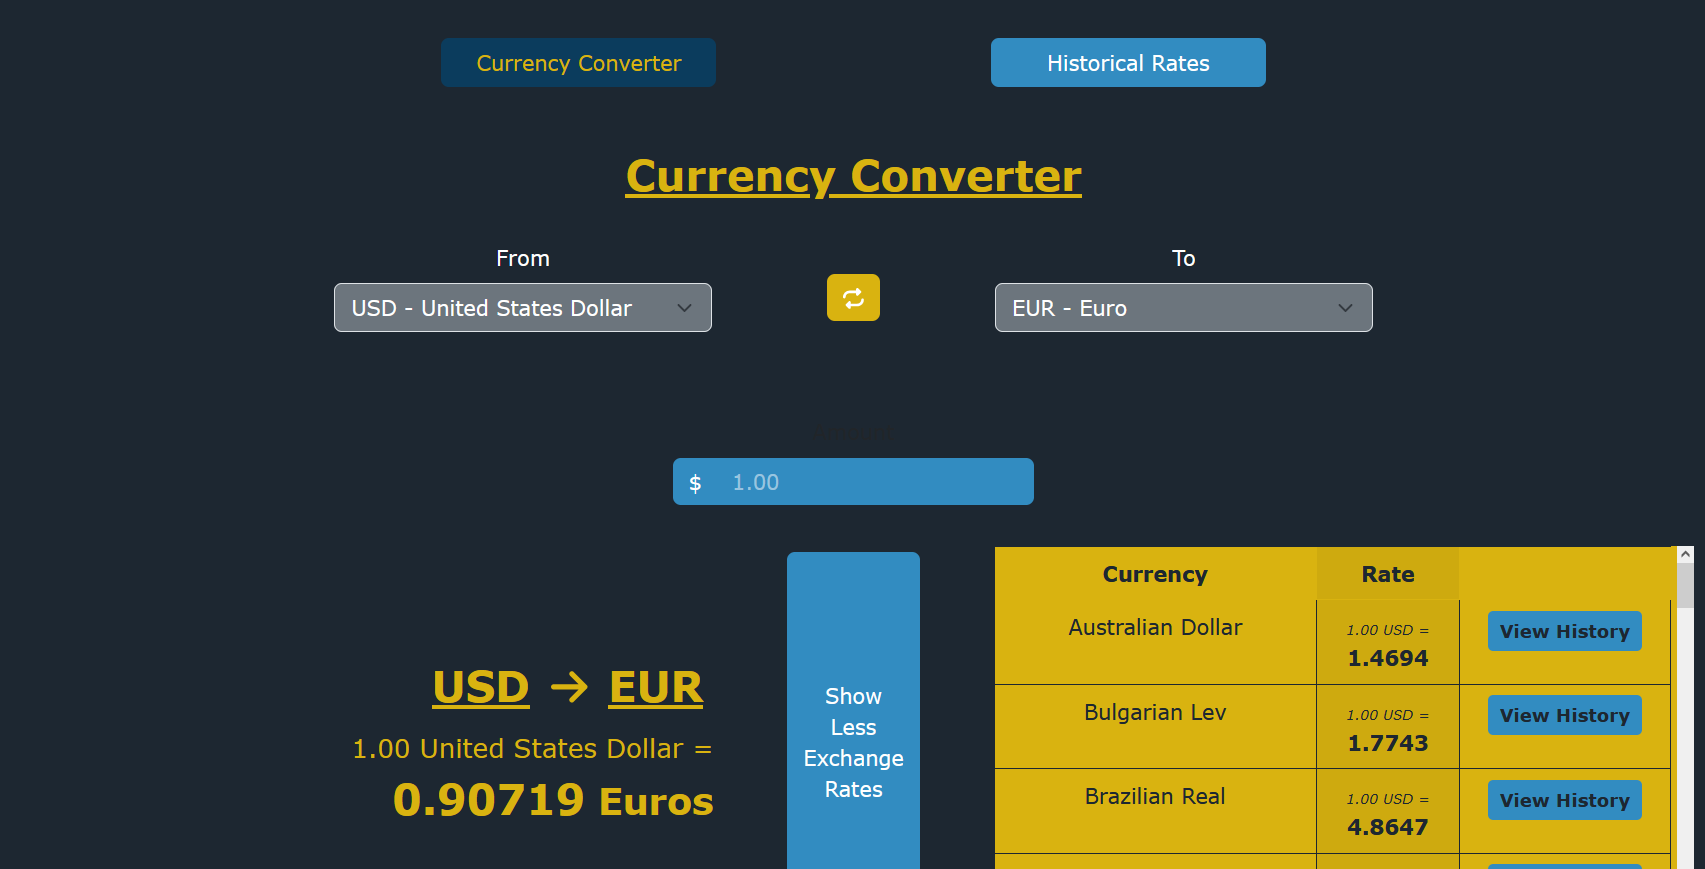 Currency Converter
Historical Rates
Currency Converter
From
To
USD - United States Dollar
EUR - Euro
$ 1.00
Currency Rate
Australian Dollar
1.00 USD =
1.4694
View History
Bulgarian Lev
1.00 USD =
1.7743
View History
Brazilian Real
1.00 USD =
4.8647
View History
USD → EUR
1.00 United States Dollar =
0.90719 Euros
Show
Less
Exchange
Rates